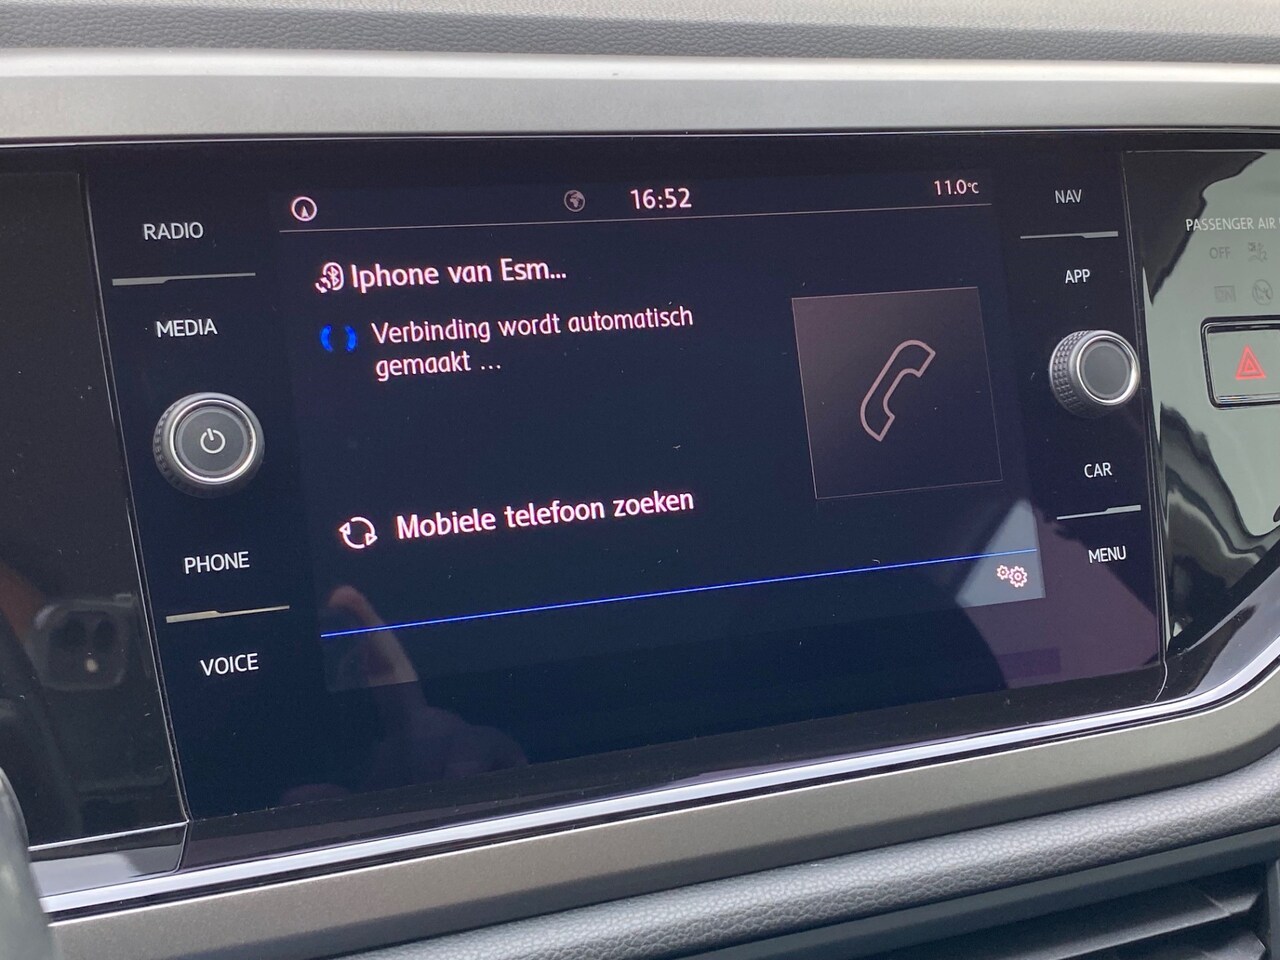 16:52
11.0°C
RADIO
MEDIA
PHONE
VOICE
Iphone van Esm...
Verbinding wordt automatisch
gemaakt ...
Mobiele telefoon zoeken
NAV
APP
CAR
MENU
PASSENGER AIR
OFF